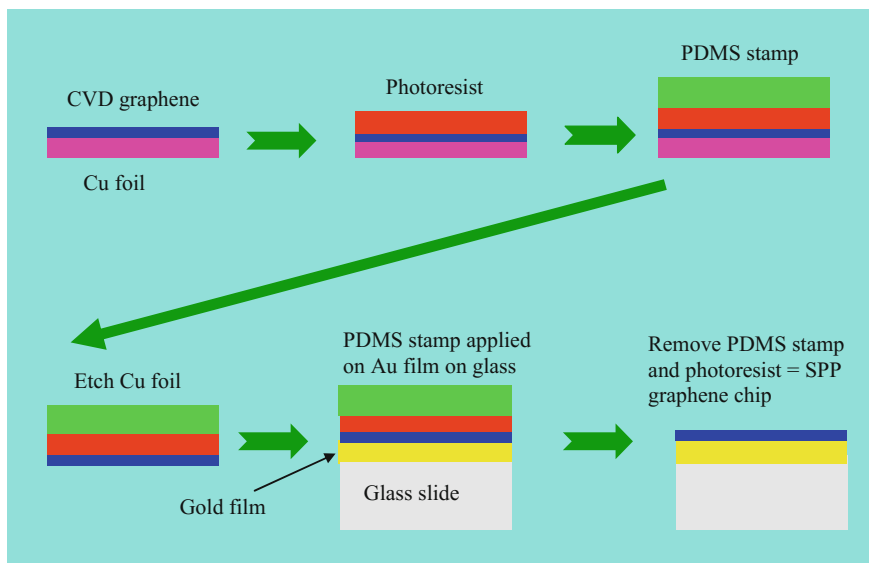 CVD graphene
Cu foil
Photoresist
PDMS stamp
Etch Cu foil
PDMS stamp applied
on Au film on glass
Gold film
Glass slide
Remove PDMS stamp
and photoresist = SPP
graphene chip